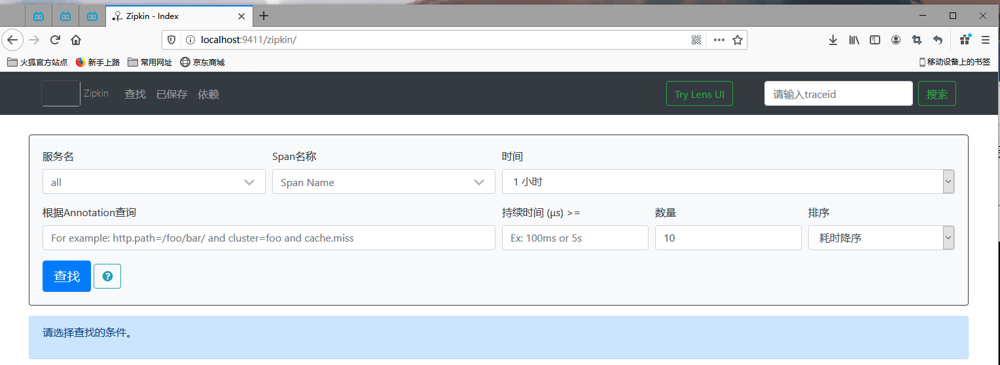 Zipkin - Index
localhost:9411/zipkin/
火狐官方站点 新手上路 常用网址 京东商城 移动设备上的书签
Zipkin 查找 已保存 依赖 Try Lens UI 请输入traceid 搜索
服务名 Span名称 时间
all Span Name 1 小时
根据Annotation查询 持续时间 (μs) >= 数量 排序
For example: http.path=/foo/bar/ and cluster=foo and cache.miss Ex: 100ms or 5s 10 耗时降序
查找
请选择查找的条件。